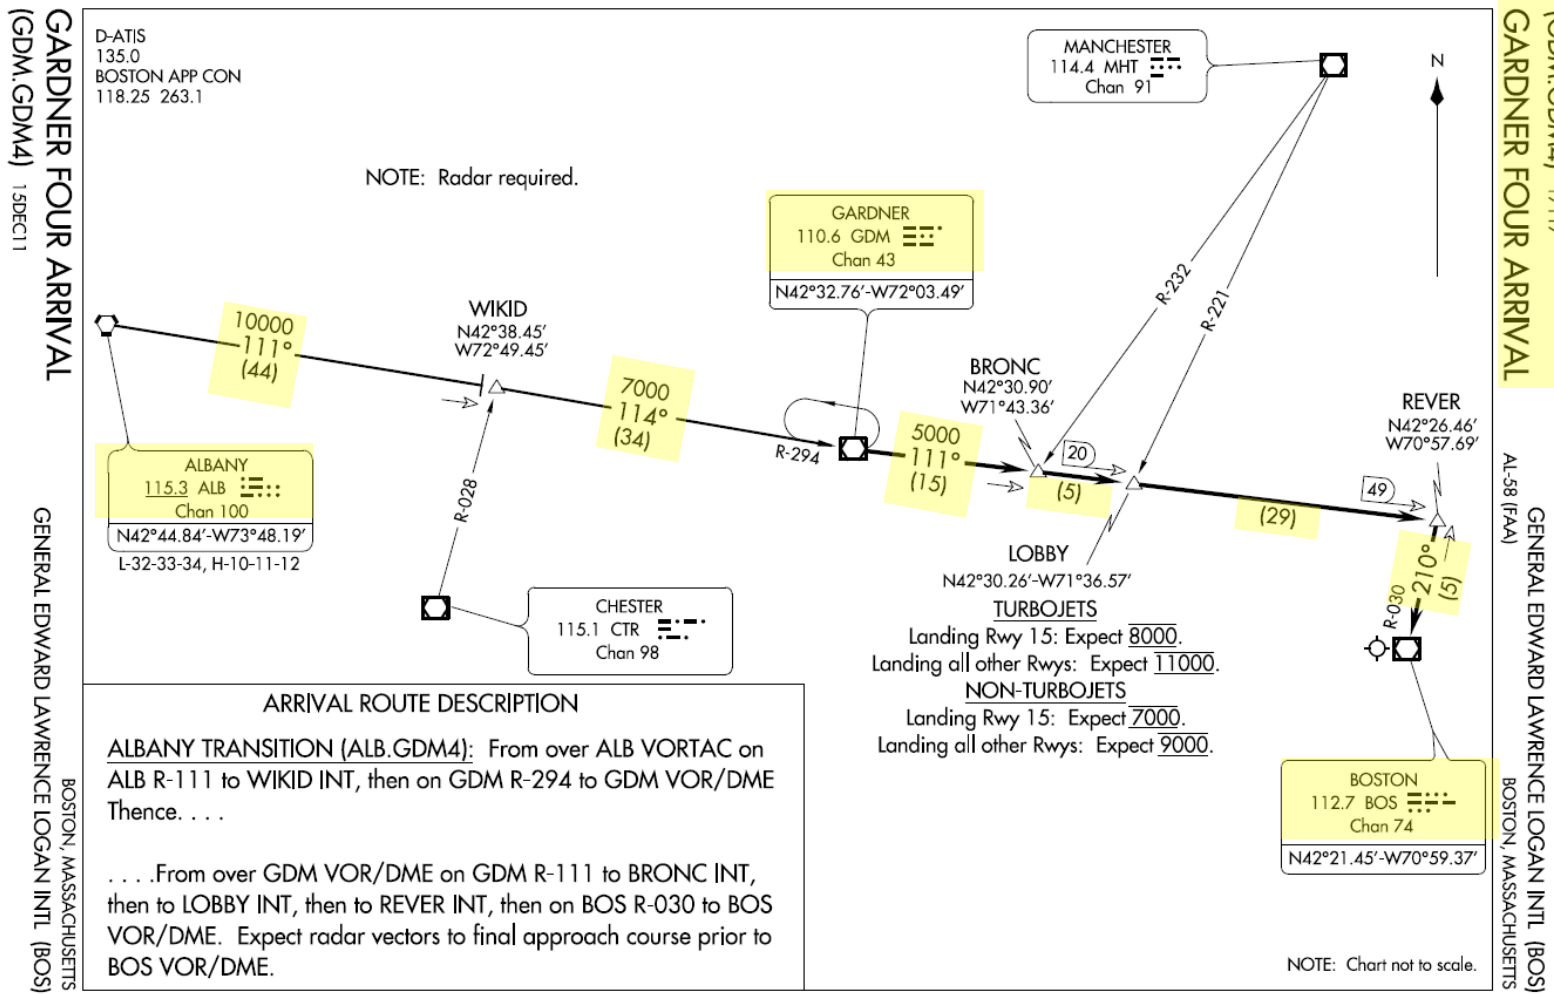 GARDNER FOUR ARRIVAL
(GDM.GDM4) 15DEC11
GENERAL EDWARD LAWRENCE LOGAN INTL (BOS)
BOSTON, MASSACHUSETTS
D-ATIS
135.0
BOSTON APP CON
118.25 263.1
NOTE: Radar required.
MANCHESTER
114.4 MHT
Chan 91
N
GARDNER
110.6 GDM
Chan 43
N42°32.76'-W72°03.49'
R-232
R-221
10000
111°
(44)
WIKID
N42°38.45'
W72°49.45'
7000
114°
(34)
R-294
5000
111°
(15)
BRONC
N42°30.90'
W71°43.36'
20
(5)
(29)
49
REVER
N42°26.46'
W70°57.69'
ALBANY
115.3 ALB
Chan 100
N42°44.84'-W73°48.19'
L-32-33-34, H-10-11-12
R-028
CHESTER
115.1 CTR
Chan 98
LOBBY
N42°30.26'-W71°36.57'
TURBOJETS
Landing Rwy 15: Expect 8000.
Landing all other Rwys: Expect 11000.
NON-TURBOJETS
Landing Rwy 15: Expect 7000.
Landing all other Rwys: Expect 9000.
R-030
210°
(5)
BOSTON
112.7 BOS
Chan 74
N42°21.45'-W70°59.37'
ARRIVAL ROUTE DESCRIPTION
ALBANY TRANSITION (ALB.GDM4): From over ALB VORTAC on
ALB R-111 to WIKID INT, then on GDM R-294 to GDM VOR/DME
Thence. . . .
. . . .From over GDM VOR/DME on GDM R-111 to BRONC INT,
then to LOBBY INT, then to REVER INT, then on BOS R-030 to BOS
VOR/DME. Expect radar vectors to final approach course prior to
BOS VOR/DME.
NOTE: Chart not to scale.
GARDNER FOUR ARRIVAL
AL-58 (FAA)
GENERAL EDWARD LAWRENCE LOGAN INTL (BOS)
BOSTON, MASSACHUSETTS